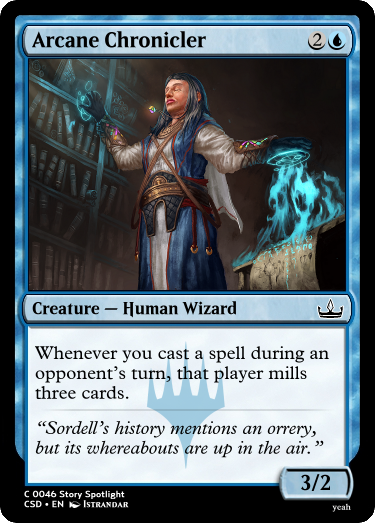 Arcane Chronicler 2
Creature — Human Wizard
Whenever you cast a spell during an
opponent's turn, that player mills
three cards.
“Sordell's history mentions an orrery,
but its whereabouts are up in the air.”
3/2
C 0046 Story Spotlight
CSD • EN ISTRANDAR
yeah